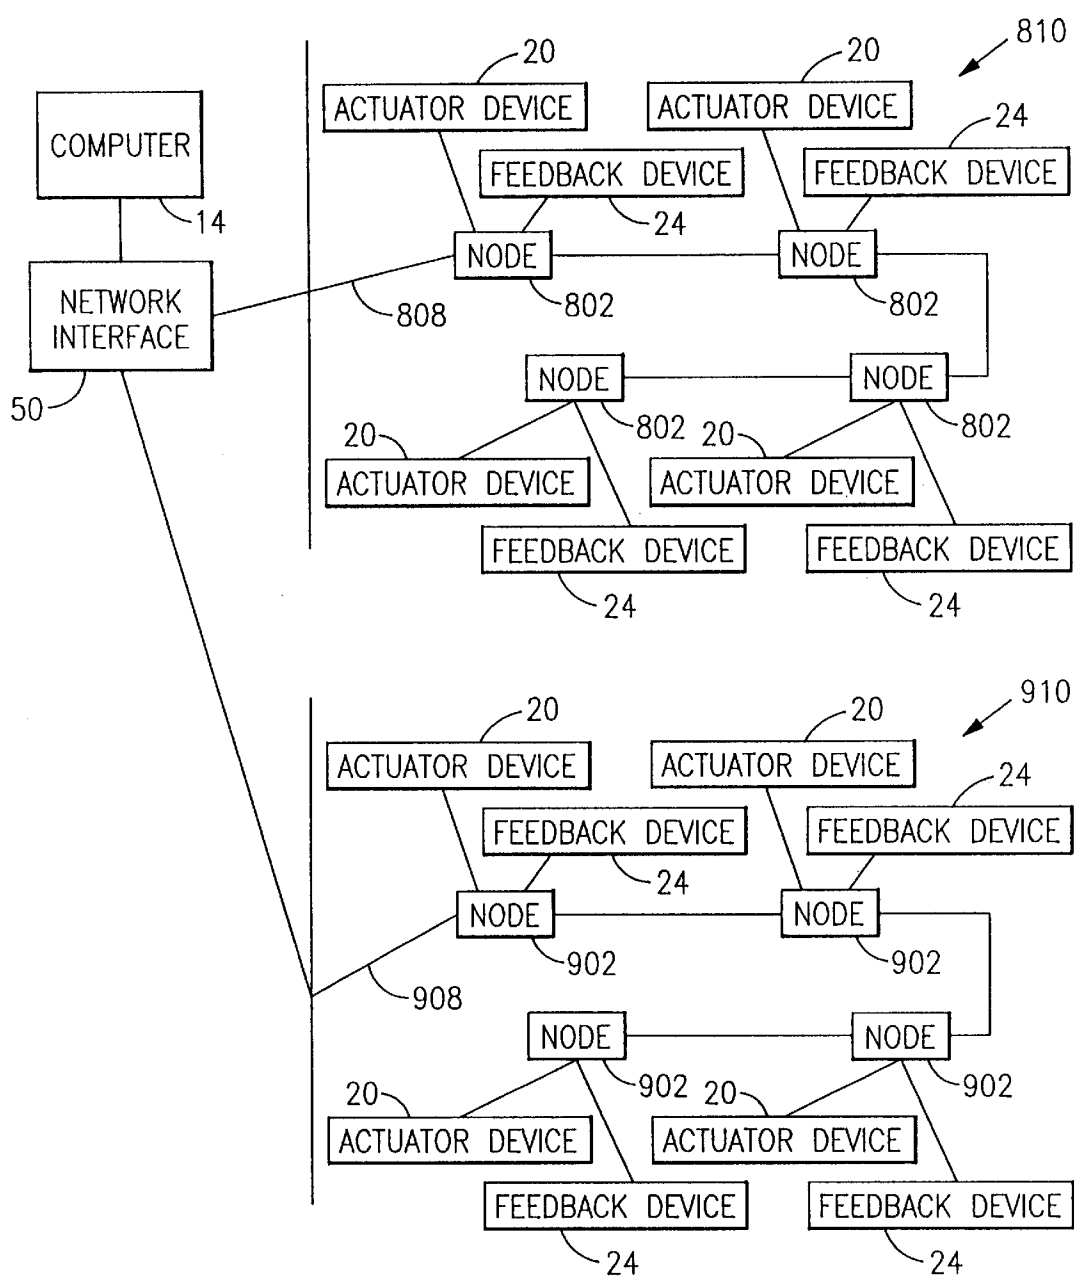 810
20
20
ACTUATOR DEVICE
ACTUATOR DEVICE
24
COMPUTER
FEEDBACK DEVICE
FEEDBACK DEVICE
14
24
NODE
NODE
NETWORK
INTERFACE
808
802
802
50
NODE
NODE
20
802
20
802
ACTUATOR DEVICE
ACTUATOR DEVICE
FEEDBACK DEVICE
FEEDBACK DEVICE
24
24
910
20
20
ACTUATOR DEVICE
ACTUATOR DEVICE
24
FEEDBACK DEVICE
FEEDBACK DEVICE
24
NODE
NODE
902
902
908
NODE
NODE
20
902
20
902
ACTUATOR DEVICE
ACTUATOR DEVICE
FEEDBACK DEVICE
FEEDBACK DEVICE
24
24